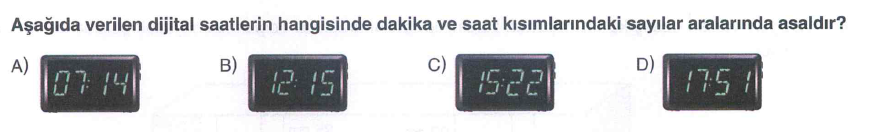 Aşağıda verilen dijital saatlerin hangisinde dakika ve saat kısımlarındaki sayılar aralarında asaldır?
A) 07:14 B) 12:15 C) 15:22 D) 17:51